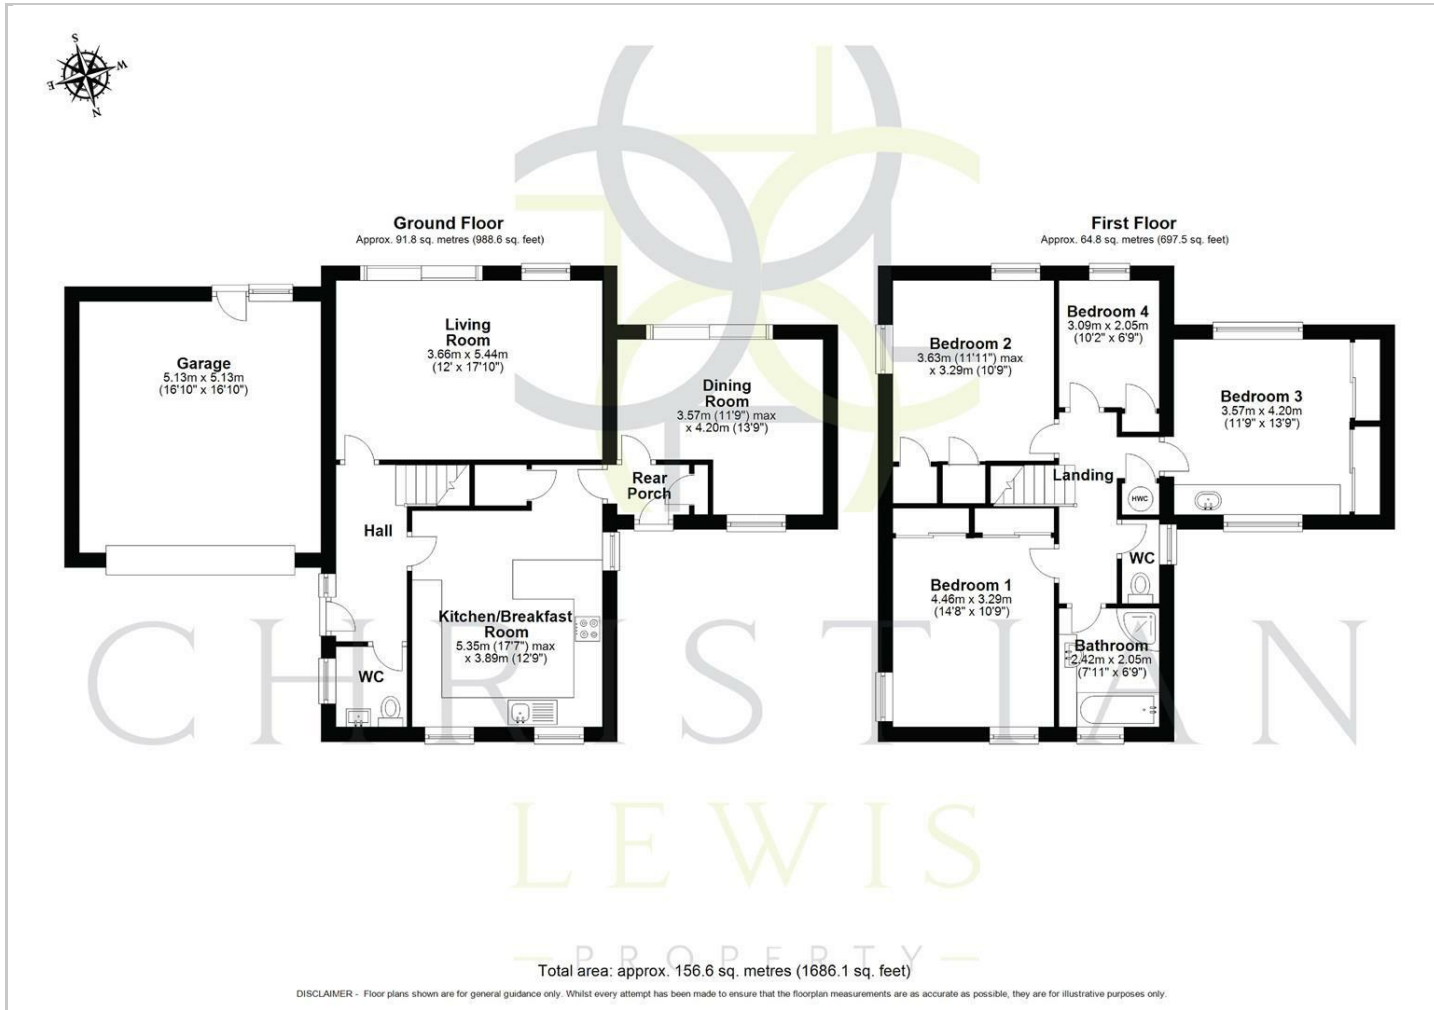 S
W
E
N
Ground Floor
Approx. 91.8 sq. metres (988.6 sq. feet)
First Floor
Approx. 64.8 sq. metres (697.5 sq. feet)
Garage
5.13m x 5.13m
(16'10" x 16'10")
Living
Room
3.66m x 5.44m
(12' x 17'10")
Dining
Room
3.57m (11'9") max
x 4.20m (13'9")
Rear
Porch
Hall
Kitchen/Breakfast
Room
5.35m (17'7") max
x 3.89m (12'9")
WC
Bedroom 2
3.63m (11'11") max
x 3.29m (10'9")
Bedroom 4
3.09m x 2.05m
(10'2" x 6'9")
Bedroom 3
3.57m x 4.20m
(11'9" x 13'9")
Landing
HWC
WC
Bedroom 1
4.46m x 3.29m
(14'8" x 10'9")
Bathroom
2.42m x 2.05m
(7'11" x 6'9")
CHRISTIAN
LEWIS
PROPERTY
Total area: approx. 156.6 sq. metres (1686.1 sq. feet)
DISCLAIMER - Floor plans shown are for general guidance only. Whilst every attempt has been made to ensure that the floorplan measurements are as accurate as possible, they are for illustrative purposes only.